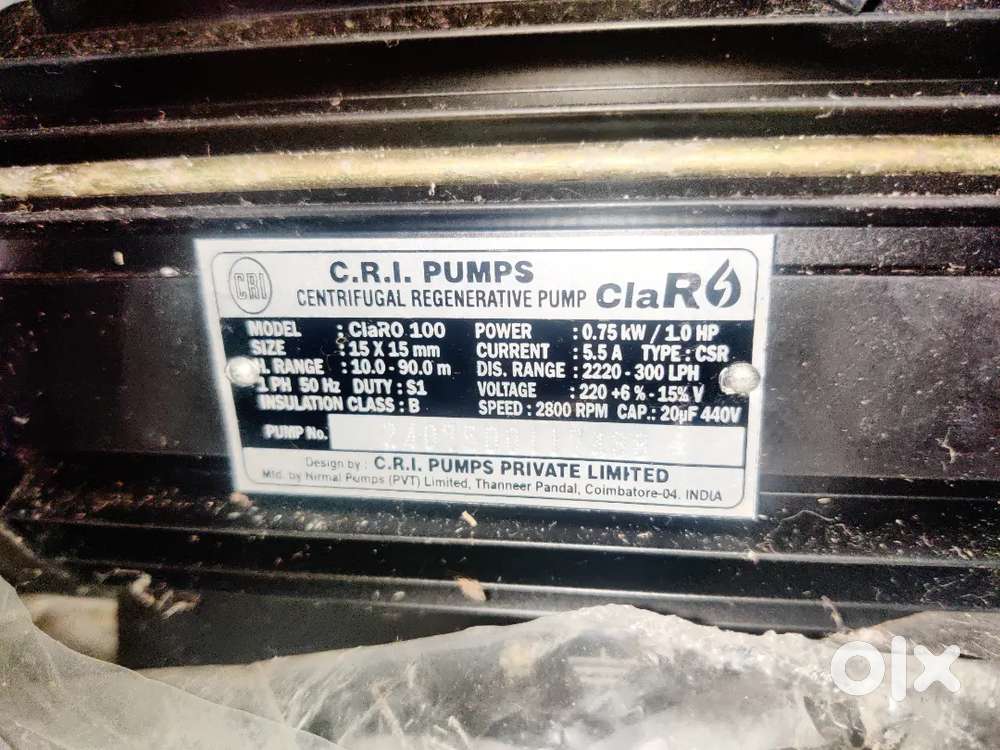 CRI
C.R.I. PUMPS
CENTRIFUGAL REGENERATIVE PUMP ClaRO
MODEL : ClaRO 100 POWER : 0.75 kW / 1.0 HP
SIZE : 15 X 15 mm CURRENT : 5.5 A TYPE : CSR
RANGE : 10.0 - 90.0 m DIS. RANGE : 2220 - 300 LPH
1 PH 50 Hz DUTY : S1 VOLTAGE : 220 +6 % - 15% V
INSULATION CLASS : B SPEED : 2800 RPM CAP.: 20µF 440V
PUMP No.
Design by : C.R.I. PUMPS PRIVATE LIMITED
Mfd. by Nirmal Pumps (PVT) Limited, Thanneer Pandal, Coimbatore-04. INDIA
olx